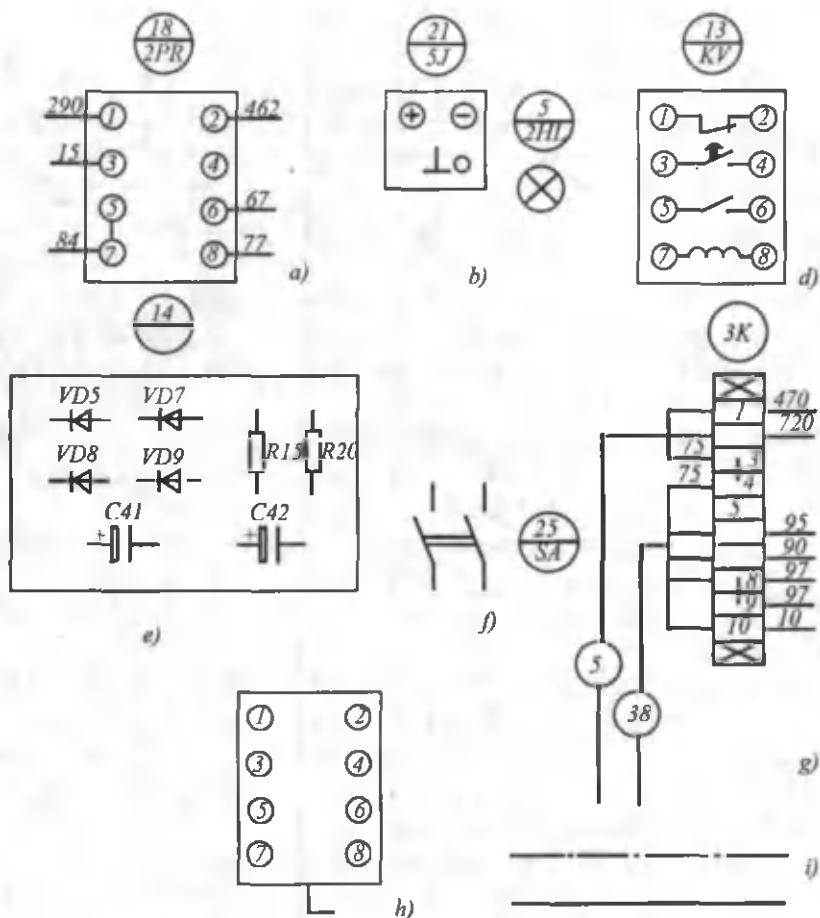 18
2PR
290 1 2 462
15 3 4
5 6 67
84 7 8 77
a)
21
5J
+ −
b)
5
2HL
13
KV
1 2
3 4
5 6
7 8
d)
14
VD5 VD7
VD8 VD9
R15 R20
C41 C42
+ +
e)
25
SA
f)
3K
1 470
720
75 3
75 4
5
95
90
8 97
9 97
10 10
5
38
g)
1 2
3 4
5 6
7 8
h)
i)